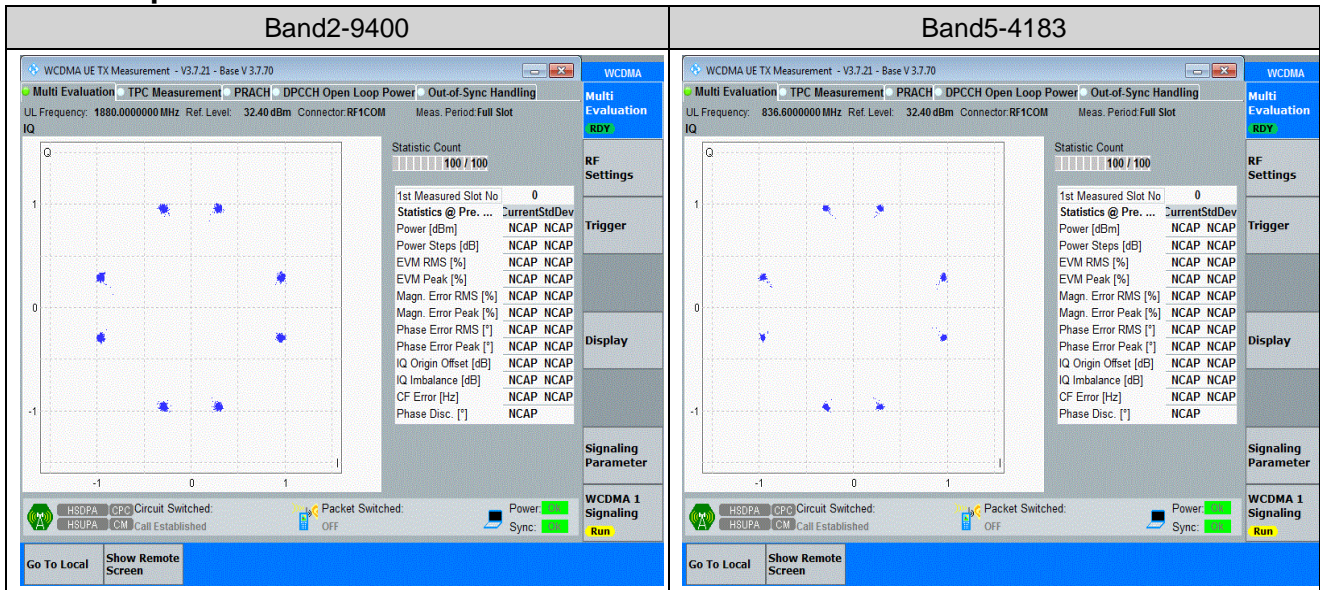 Band2-9400
Band5-4183
WCDMA UE TX Measurement - V3.7.21 - Base V 3.7.70
WCDMA
Multi Evaluation TPC Measurement PRACH DPCCH Open Loop Power Out-of-Sync Handling
Multi Evaluation
RDY
UL Frequency: 1880.0000000 MHz Ref. Level: 32.40 dBm Connector:RF1COM Meas. Period:Full Slot
IQ
Q
1
0
-1
-1 0 1
I
Statistic Count
100 / 100
1st Measured Slot No 0
Statistics @ Pre. ... CurrentStdDev
Power [dBm] NCAP NCAP
Power Steps [dB] NCAP NCAP
EVM RMS [%] NCAP NCAP
EVM Peak [%] NCAP NCAP
Magn. Error RMS [%] NCAP NCAP
Magn. Error Peak [%] NCAP NCAP
Phase Error RMS [°] NCAP NCAP
Phase Error Peak [°] NCAP NCAP
IQ Origin Offset [dB] NCAP NCAP
IQ Imbalance [dB] NCAP NCAP
CF Error [Hz] NCAP NCAP
Phase Disc. [°] NCAP
RF
Settings
Trigger
Display
Signaling
Parameter
WCDMA 1
Signaling
Run
HSDPA CPC Circuit Switched: Packet Switched: Power: Ok
HSUPA CM Call Established OFF Sync: Ok
Go To Local
Show Remote
Screen
WCDMA UE TX Measurement - V3.7.21 - Base V 3.7.70
WCDMA
Multi Evaluation TPC Measurement PRACH DPCCH Open Loop Power Out-of-Sync Handling
Multi Evaluation
RDY
UL Frequency: 836.6000000 MHz Ref. Level: 32.40 dBm Connector:RF1COM Meas. Period:Full Slot
IQ
Q
1
0
-1
-1 0 1
I
Statistic Count
100 / 100
1st Measured Slot No 0
Statistics @ Pre. ... CurrentStdDev
Power [dBm] NCAP NCAP
Power Steps [dB] NCAP NCAP
EVM RMS [%] NCAP NCAP
EVM Peak [%] NCAP NCAP
Magn. Error RMS [%] NCAP NCAP
Magn. Error Peak [%] NCAP NCAP
Phase Error RMS [°] NCAP NCAP
Phase Error Peak [°] NCAP NCAP
IQ Origin Offset [dB] NCAP NCAP
IQ Imbalance [dB] NCAP NCAP
CF Error [Hz] NCAP NCAP
Phase Disc. [°] NCAP
RF
Settings
Trigger
Display
Signaling
Parameter
WCDMA 1
Signaling
Run
HSDPA CPC Circuit Switched: Packet Switched: Power: Ok
HSUPA CM Call Established OFF Sync: Ok
Go To Local
Show Remote
Screen